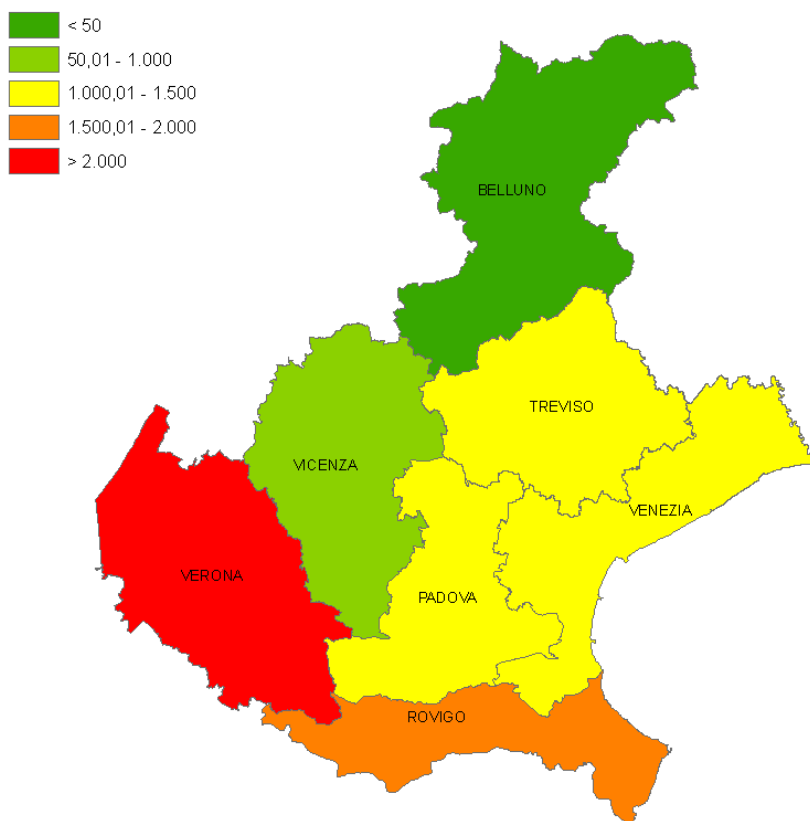 < 50
50,01 - 1.000
1.000,01 - 1.500
1.500,01 - 2.000
> 2.000
BELLUNO
TREVISO
VICENZA
VENEZIA
VERONA
PADOVA
ROVIGO